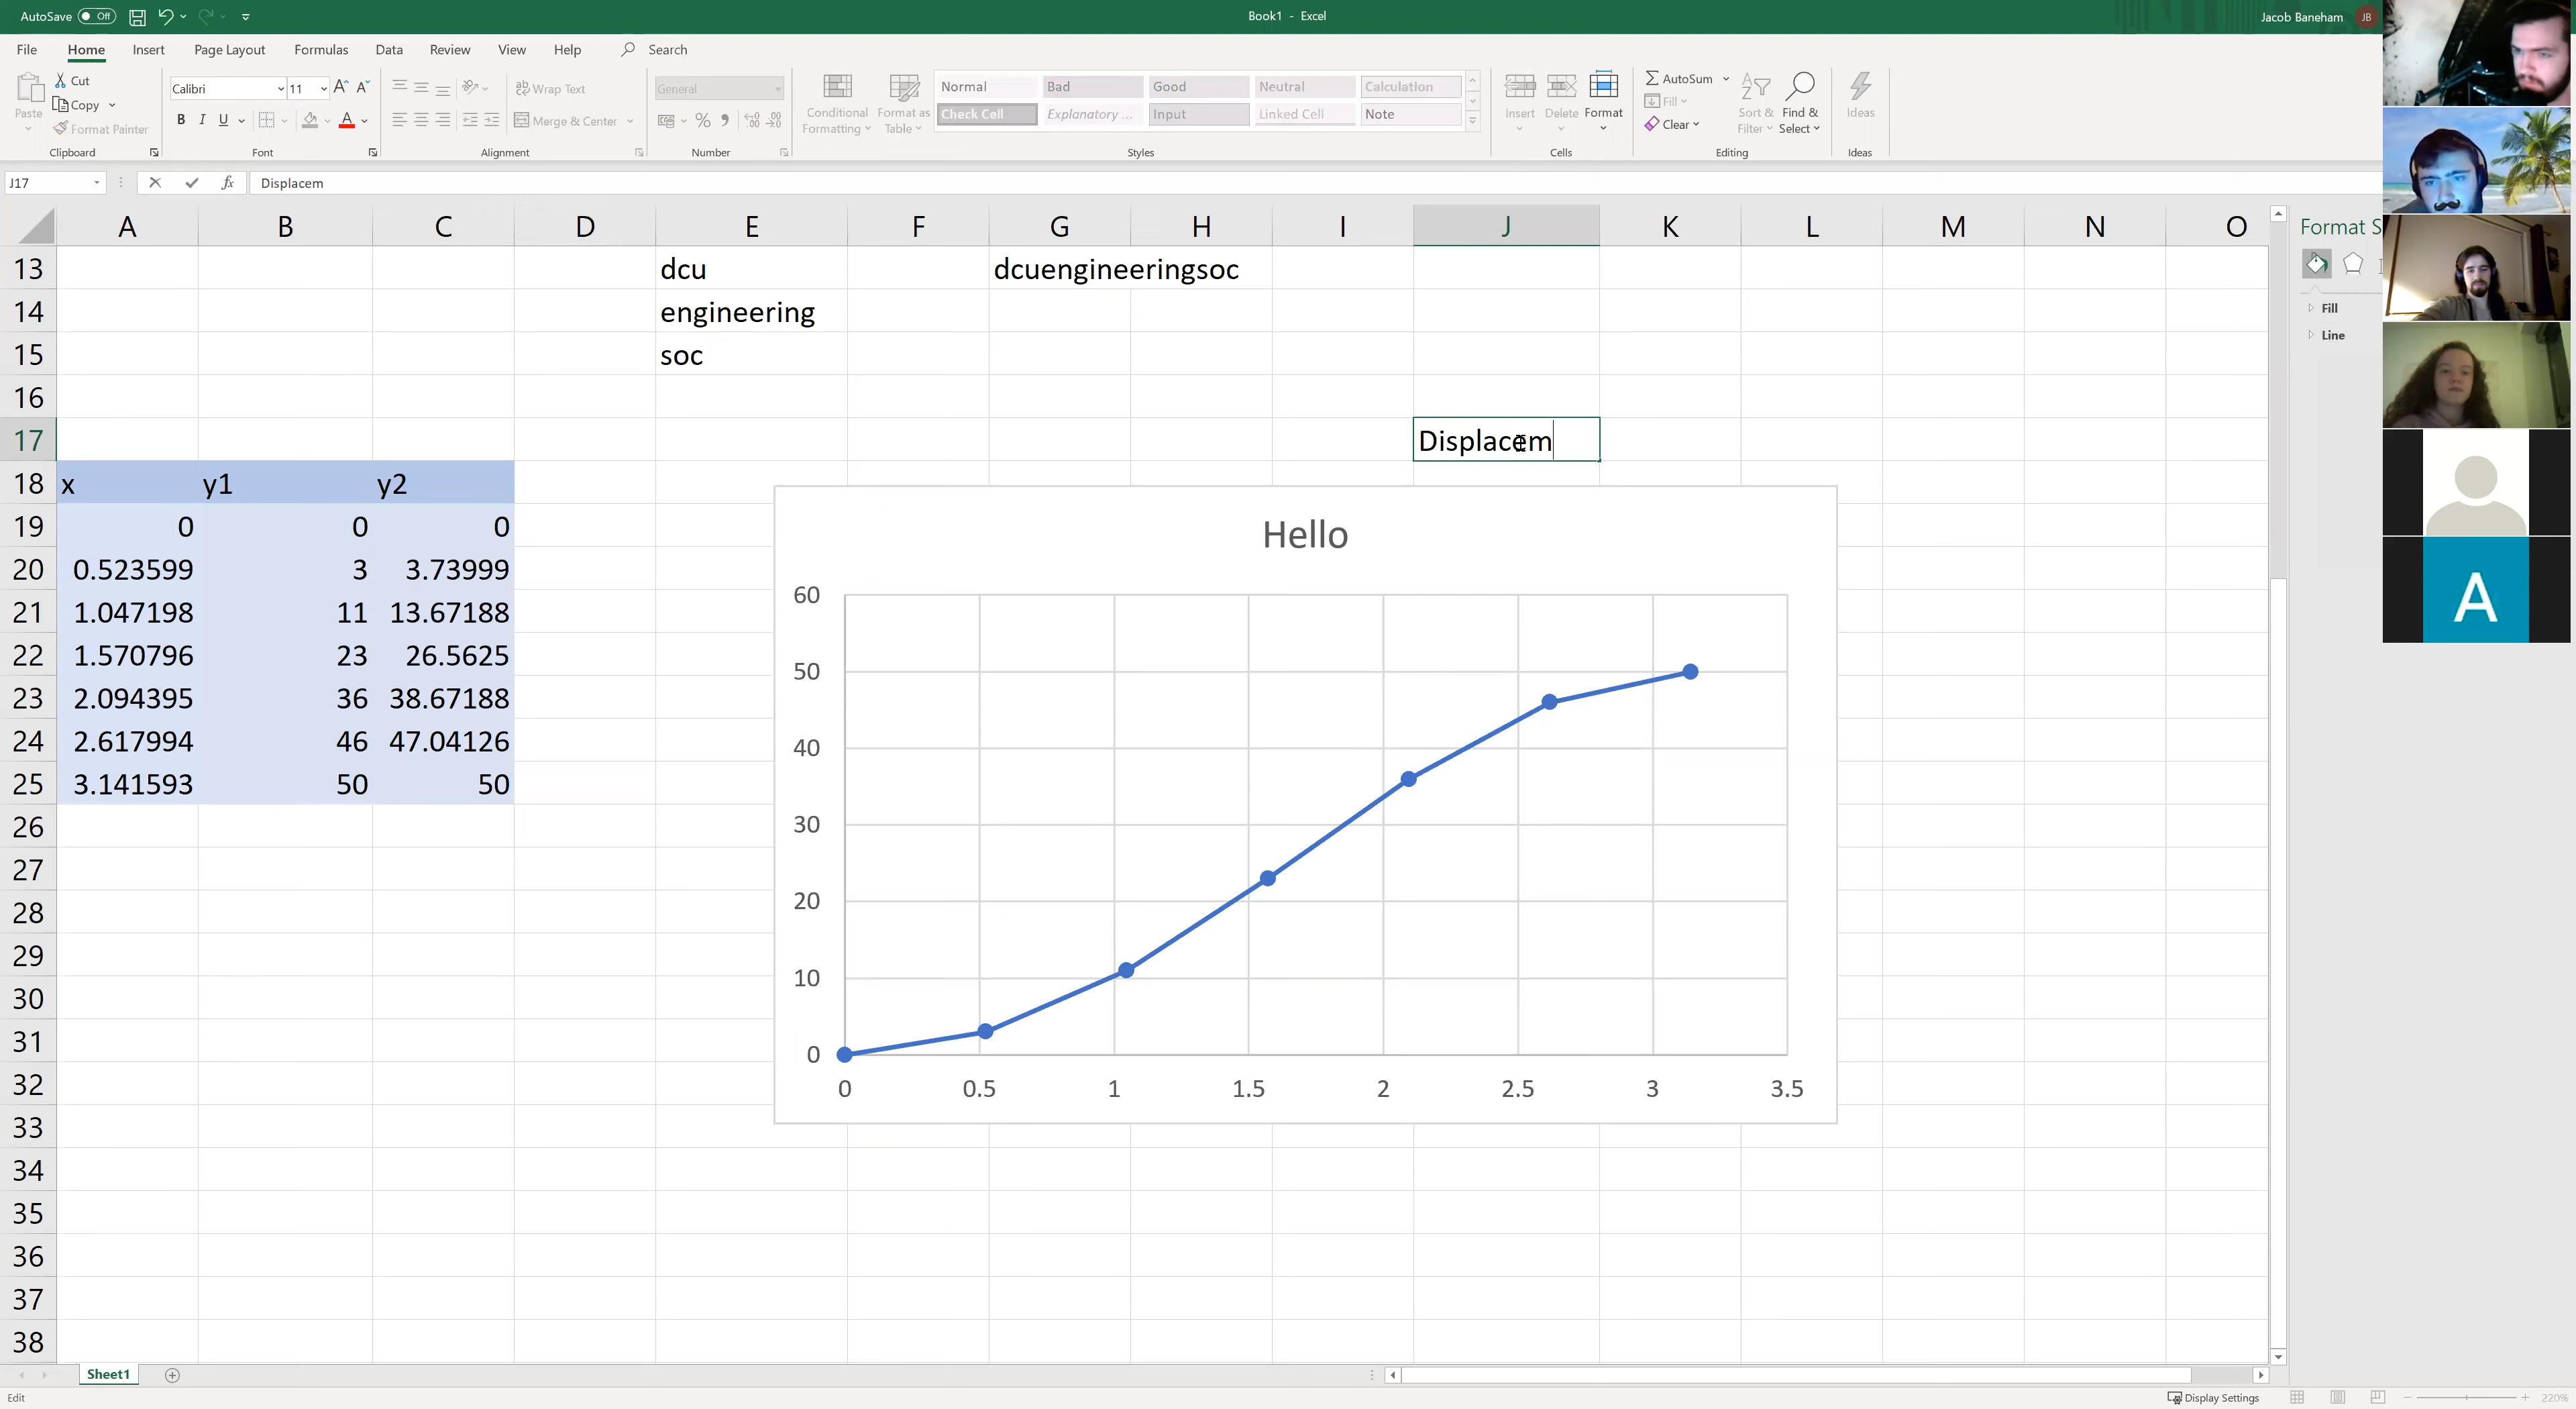 AutoSave Off Book1 - Excel Jacob Baneham JB
File Home Insert Page Layout Formulas Data Review View Help Search
Paste Cut Copy Format Painter Clipboard
Calibri 11 B I U A Font
Wrap Text Merge & Center Alignment
General % Number
Conditional Formatting Format as Table
Normal Bad Good Neutral Calculation
Check Cell Explanatory ... Input Linked Cell Note
Styles
Insert Delete Format Cells
AutoSum Fill Clear Sort & Filter Find & Select Editing
Ideas Ideas
J17 fx Displacem
A B C D E F G H I J K L M N O
Format S
Fill
Line
13 dcu dcuengineeringsoc
14 engineering
15 soc
16
17 Displacem
18 x y1 y2
19 0 0 0
20 0.523599 3 3.73999
21 1.047198 11 13.67188
22 1.570796 23 26.5625
23 2.094395 36 38.67188
24 2.617994 46 47.04126
25 3.141593 50 50
26
27
28
29
30
31
32
33
34
35
36
37
38
Hello
60
50
40
30
20
10
0
0 0.5 1 1.5 2 2.5 3 3.5
A
Sheet1
Edit Display Settings 220%